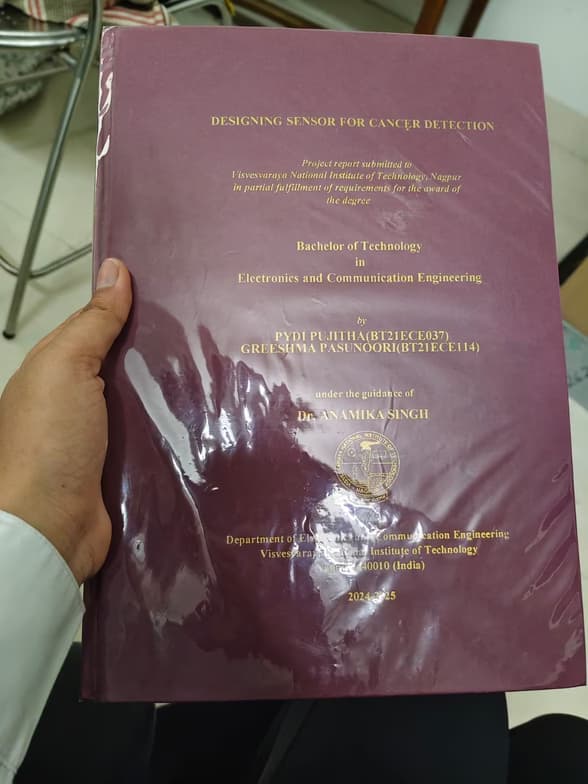 DESIGNING SENSOR FOR CANCER DETECTION
Project report submitted to
Visvesvaraya National Institute of Technology, Nagpur
in partial fulfillment of requirements for the award of
the degree
Bachelor of Technology
in
Electronics and Communication Engineering
by
PYDI PUJITHA(BT21ECE037)
GREESHMA PASUNOORI(BT21ECE114)
under the guidance of
Dr. ANAMIKA SINGH
Department of Communication Engineering
Institute of Technology
440010 (India)